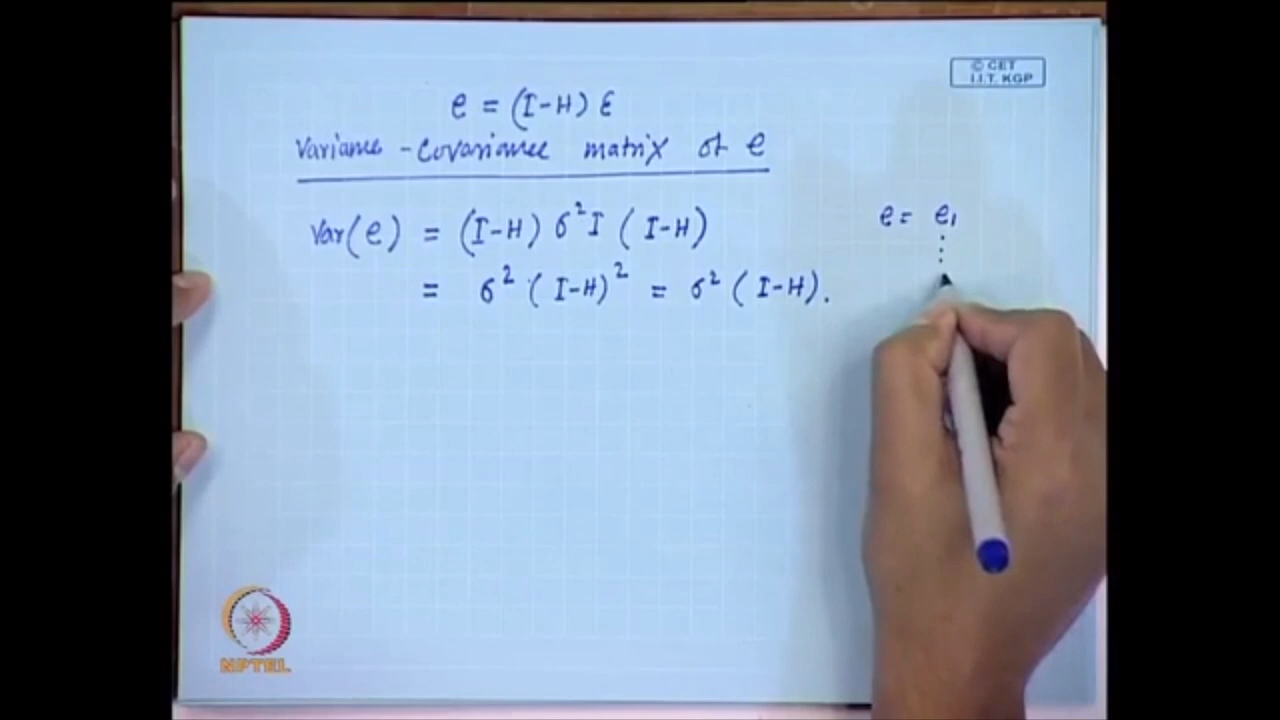 © CET
I.I.T. KGP
e = (I-H) ε
Variance - Covariance matrix of e
Var(e) = (I-H) σ²I (I-H)
= σ² (I-H)² = σ² (I-H).
e = e₁
⋮
NPTEL